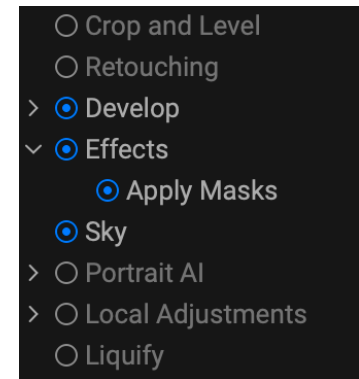 Crop and Level
Retouching
Develop
Effects
Apply Masks
Sky
Portrait AI
Local Adjustments
Liquify